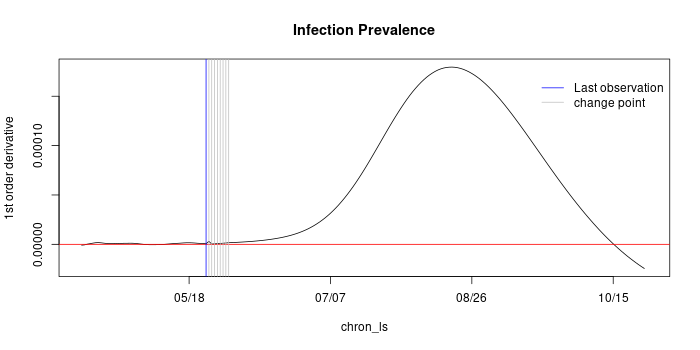 Infection Prevalence
Last observation
change point
1st order derivative
0.00010
0.00000
05/18
07/07
08/26
10/15
chron_ls